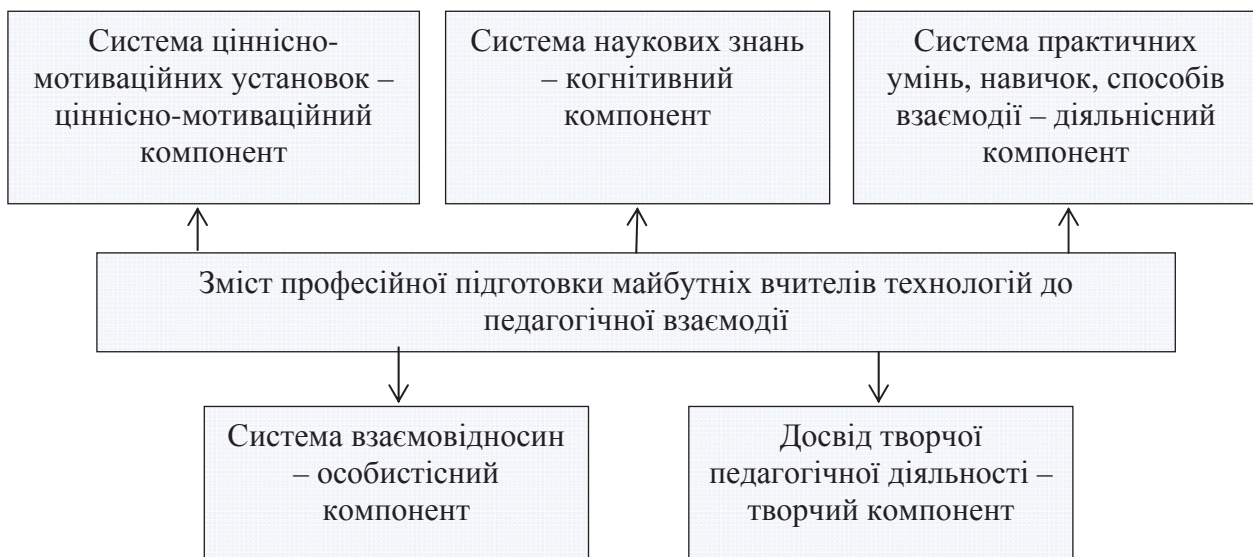 Система ціннісно-
мотиваційних установок –
ціннісно-мотиваційний
компонент
Система наукових знань
– когнітивний
компонент
Система практичних
умінь, навичок, способів
взаємодії – діяльнісний
компонент
Зміст професійної підготовки майбутніх вчителів технологій до
педагогічної взаємодії
Система взаємовідносин
– особистісний
компонент
Досвід творчої
педагогічної діяльності –
творчий компонент